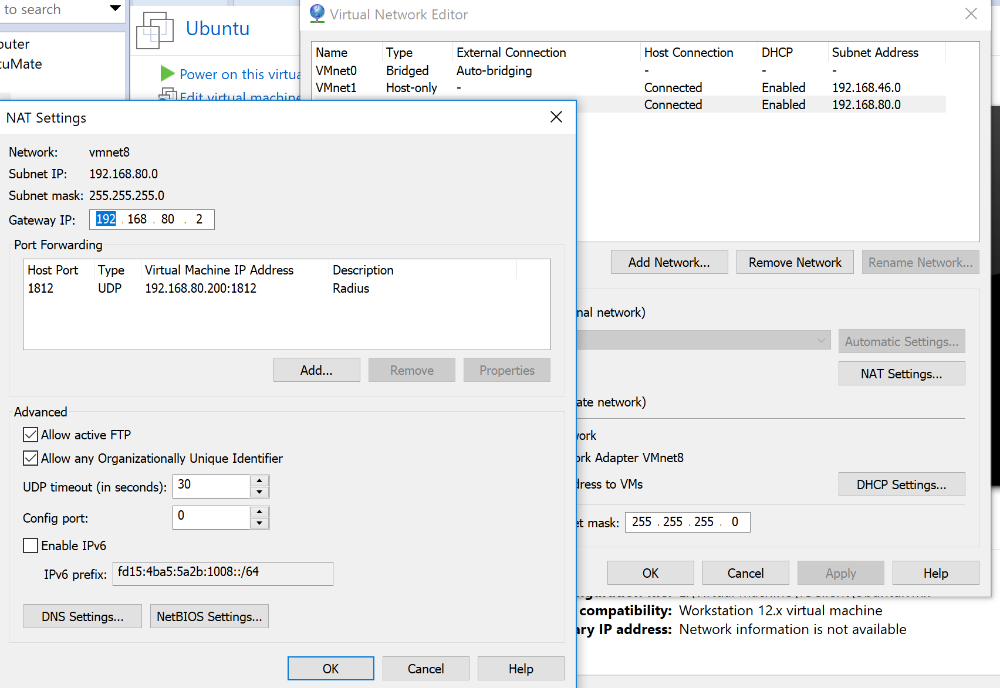 to search
Ubuntu
Power on this virtua
Edit virtual machine
puter
tuMate
Virtual Network Editor
Name Type External Connection Host Connection DHCP Subnet Address
VMnet0 Bridged Auto-bridging - - -
VMnet1 Host-only - Connected Enabled 192.168.46.0
Connected Enabled 192.168.80.0
Add Network... Remove Network Rename Network...
nal network)
Automatic Settings...
NAT Settings...
ate network)
work
ork Adapter VMnet8
dress to VMs
DHCP Settings...
et mask: 255 . 255 . 255 . 0
OK Cancel Apply Help
compatibility: Workstation 12.x virtual machine
ary IP address: Network information is not available
NAT Settings
Network: vmnet8
Subnet IP: 192.168.80.0
Subnet mask: 255.255.255.0
Gateway IP: 192 . 168 . 80 . 2
Port Forwarding
Host Port Type Virtual Machine IP Address Description
1812 UDP 192.168.80.200:1812 Radius
Add... Remove Properties
Advanced
Allow active FTP
Allow any Organizationally Unique Identifier
UDP timeout (in seconds): 30
Config port: 0
Enable IPv6
IPv6 prefix: fd15:4ba5:5a2b:1008::/64
DNS Settings... NetBIOS Settings...
OK Cancel Help